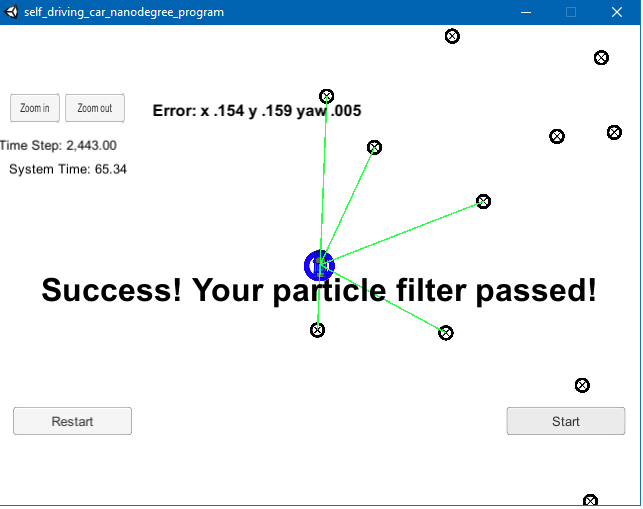 self_driving_car_nanodegree_program
Zoom in Zoom out
Error: x .154 y .159 yaw .005
Time Step: 2,443.00
System Time: 65.34
Success! Your particle filter passed!
Restart Start